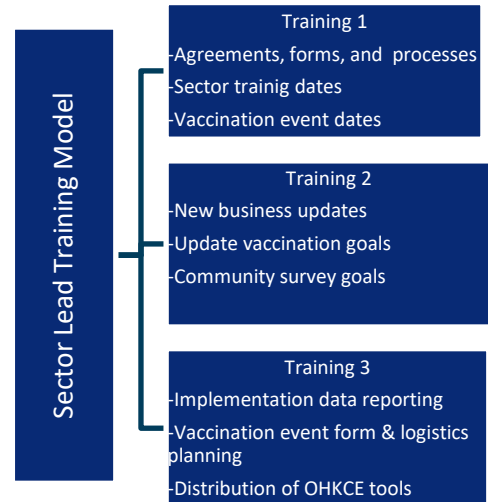 Sector Lead Training Model
Training 1
-Agreements, forms, and processes
-Sector trainig dates
-Vaccination event dates
Training 2
-New business updates
-Update vaccination goals
-Community survey goals
Training 3
-Implementation data reporting
-Vaccination event form & logistics
planning
-Distribution of OHKCE tools